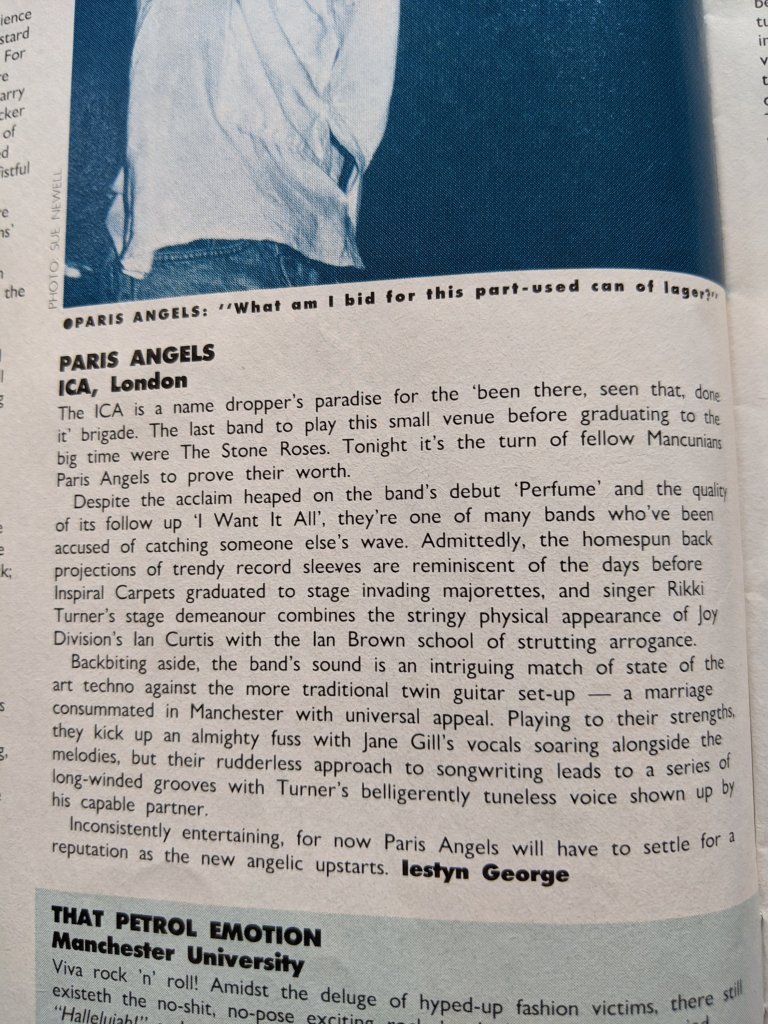 ience
stard
For
arry
cker
of
istful
the
PHOTO: SUE NEWELL
●PARIS ANGELS: "What am I bid for this part-used can of lager?"
PARIS ANGELS
ICA, London
The ICA is a name dropper's paradise for the 'been there, seen that, done
it' brigade. The last band to play this small venue before graduating to the
big time were The Stone Roses. Tonight it's the turn of fellow Mancunians
Paris Angels to prove their worth.
Despite the acclaim heaped on the band's debut 'Perfume' and the quality
of its follow up 'I Want It All', they're one of many bands who've been
accused of catching someone else's wave. Admittedly, the homespun back
projections of trendy record sleeves are reminiscent of the days before
Inspiral Carpets graduated to stage invading majorettes, and singer Rikki
Turner's stage demeanour combines the stringy physical appearance of Joy
Division's Ian Curtis with the Ian Brown school of strutting arrogance.
Backbiting aside, the band's sound is an intriguing match of state of the
art techno against the more traditional twin guitar set-up — a marriage
consummated in Manchester with universal appeal. Playing to their strengths,
they kick up an almighty fuss with Jane Gill's vocals soaring alongside the
melodies, but their rudderless approach to songwriting leads to a series of
long-winded grooves with Turner's belligerently tuneless voice shown up by
his capable partner.
Inconsistently entertaining, for now Paris Angels will have to settle for a
reputation as the new angelic upstarts. Iestyn George
THAT PETROL EMOTION
Manchester University
Viva rock 'n' roll! Amidst the deluge of hyped-up fashion victims, there still
existeth the no-shit, no-pose exciting
"Hallelujah!"